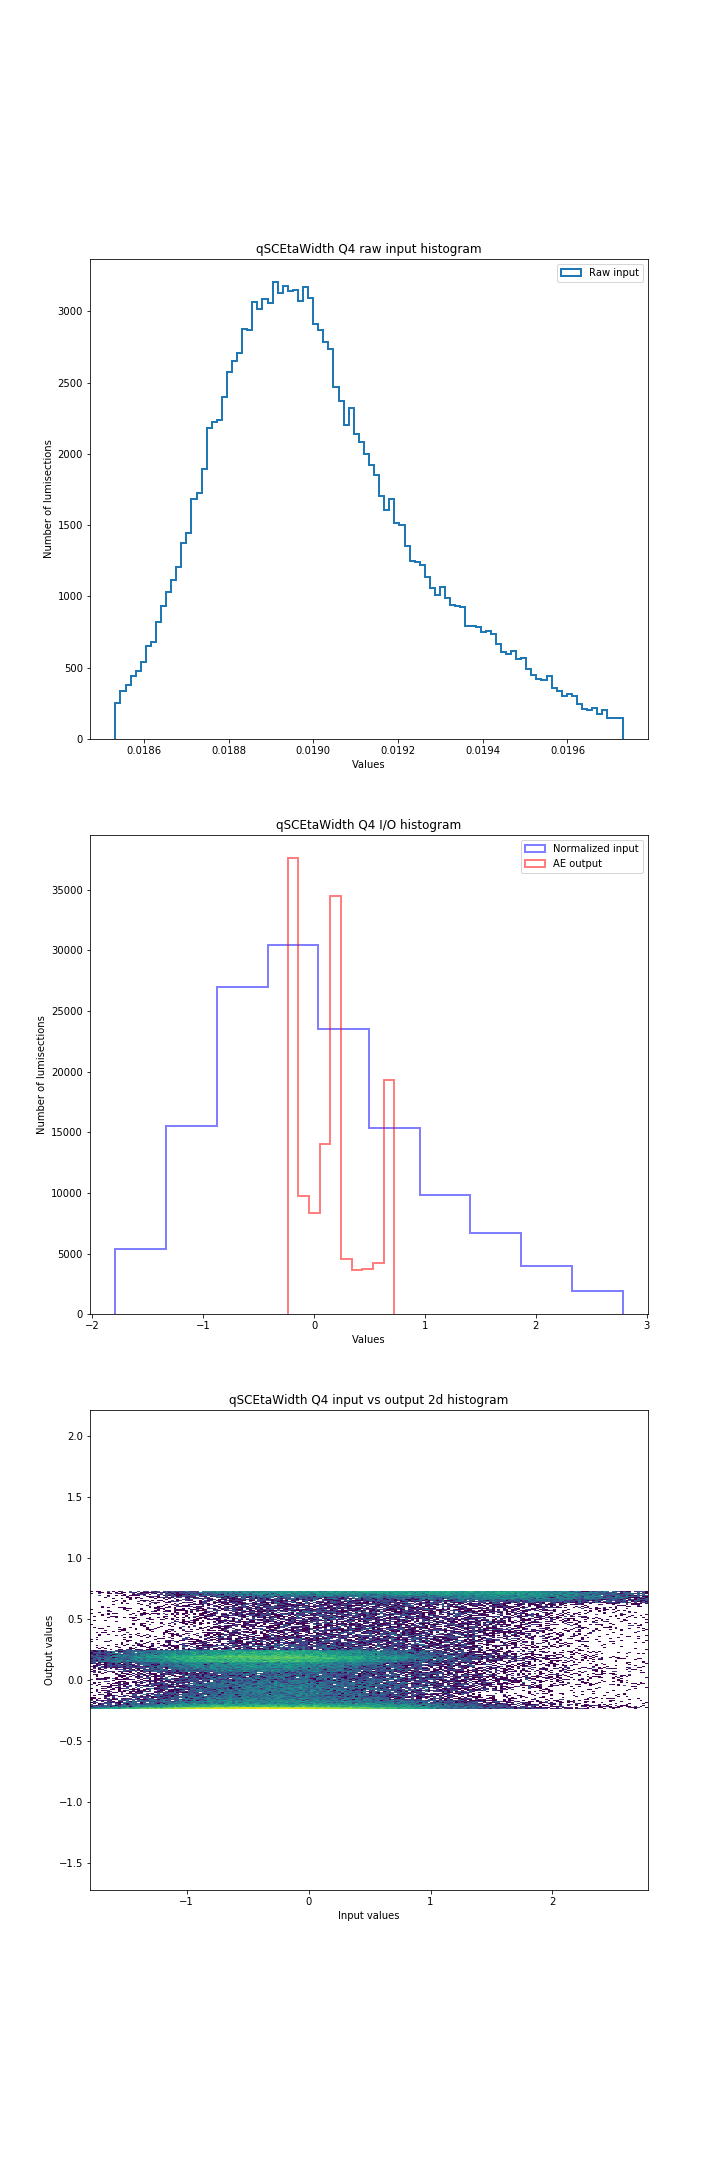 qSCEtaWidth Q4 raw input histogram
Raw input
Number of lumisections
3000
2500
2000
1500
1000
500
0
0.0186 0.0188 0.0190 0.0192 0.0194 0.0196
Values
qSCEtaWidth Q4 I/O histogram
Normalized input
AE output
Number of lumisections
35000
30000
25000
20000
15000
10000
5000
0
−2 −1 0 1 2 3
Values
qSCEtaWidth Q4 input vs output 2d histogram
Output values
2.0
1.5
1.0
0.5
0.0
−0.5
−1.0
−1.5
−1 0 1 2
Input values